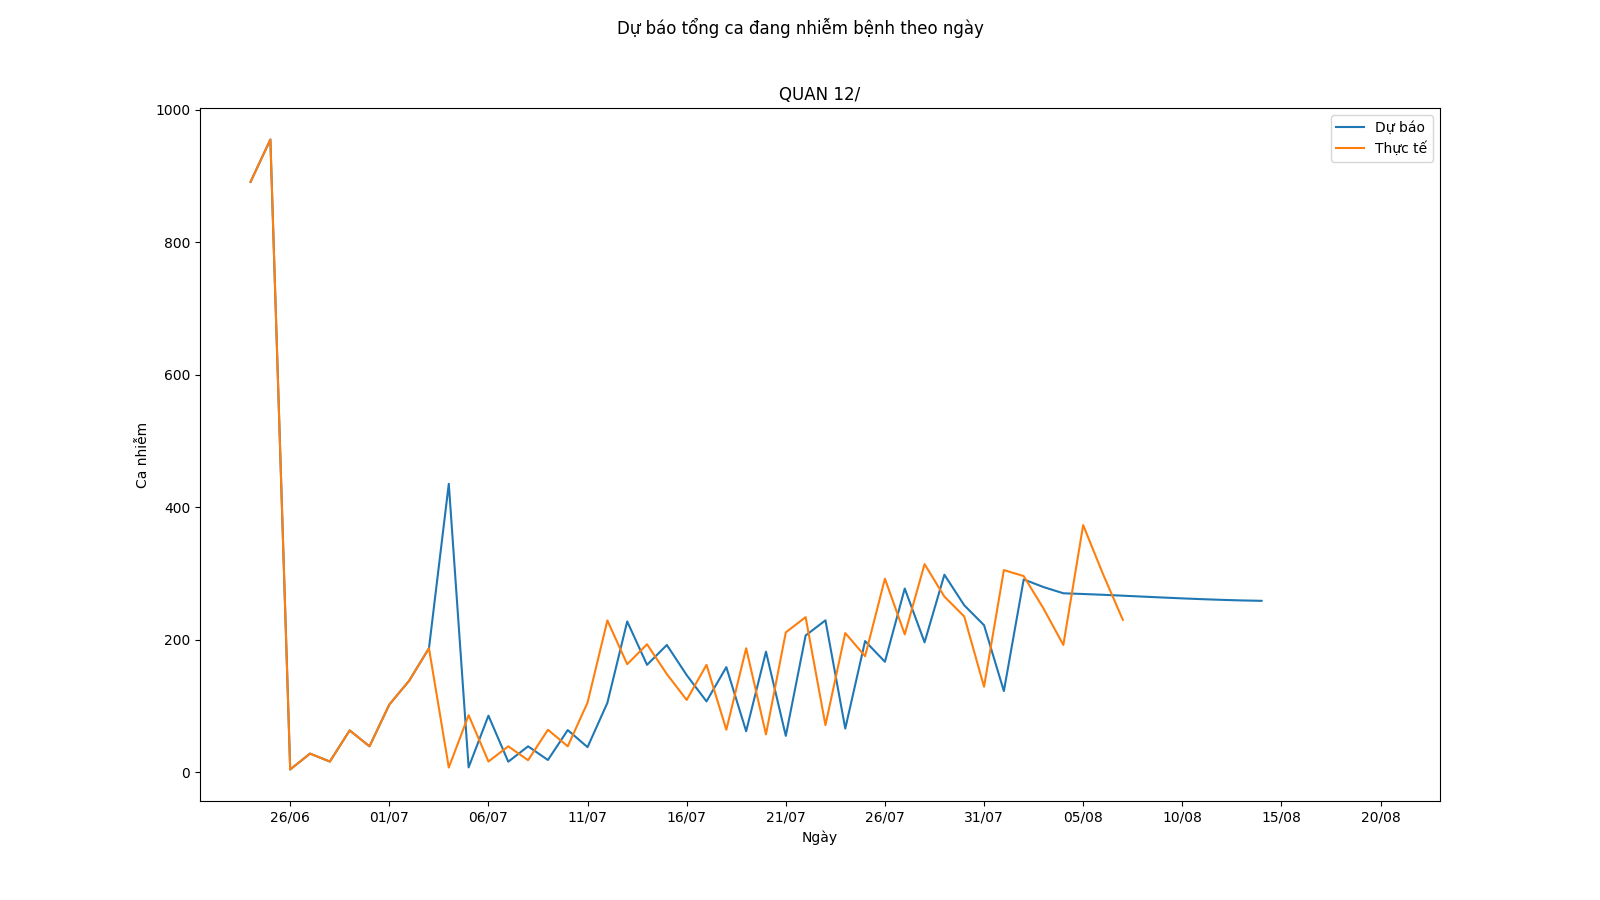 Dự báo tổng ca đang nhiễm bệnh theo ngày
QUAN 12/
1000
800
600
400
200
0
Ca nhiễm
Dự báo
Thực tế
26/06 01/07 06/07 11/07 16/07 21/07 26/07 31/07 05/08 10/08 15/08 20/08
Ngày